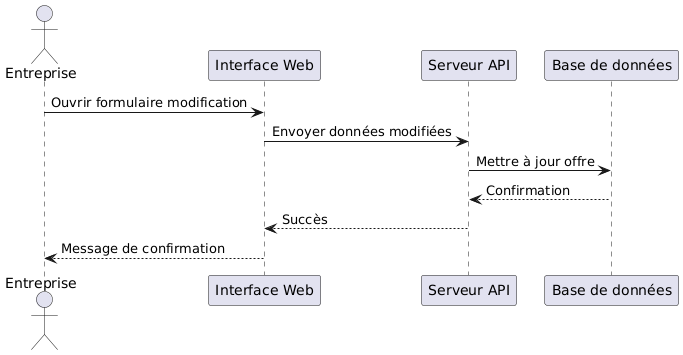 Entreprise
Interface Web
Serveur API
Base de données
Ouvrir formulaire modification
Envoyer données modifiées
Mettre à jour offre
Confirmation
Succès
Message de confirmation
Entreprise
Interface Web
Serveur API
Base de données